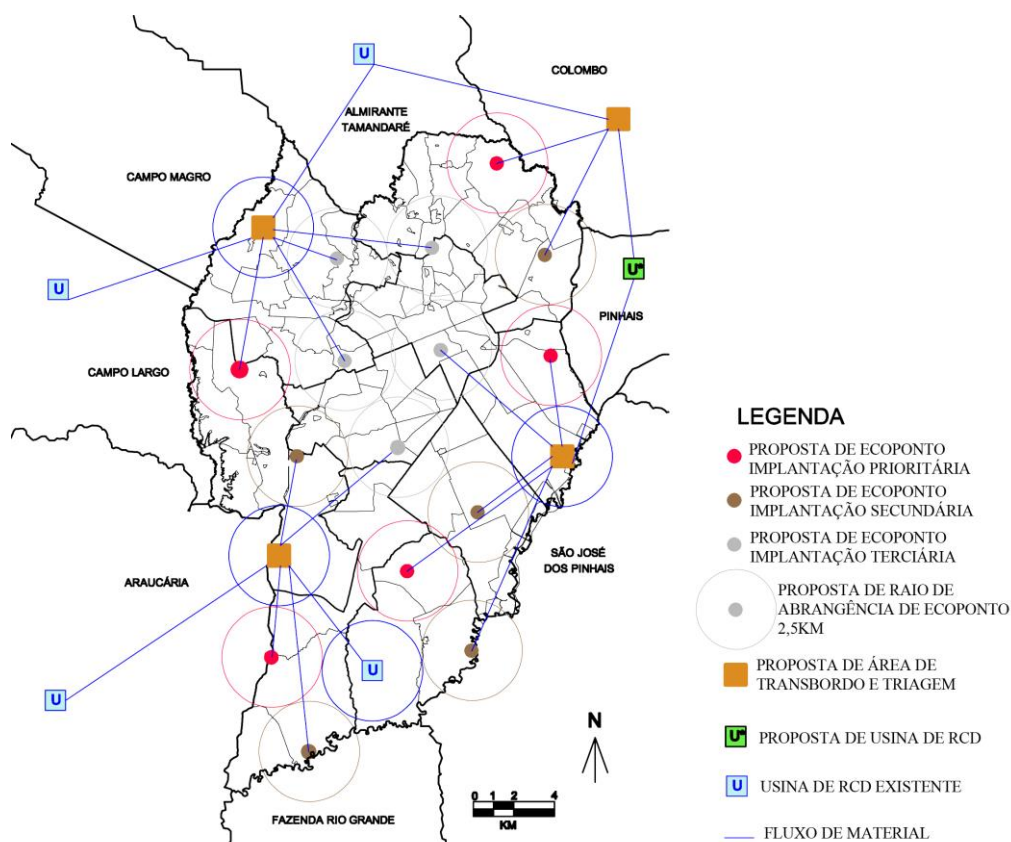 U
COLOMBO
ALMIRANTE
TAMANDARÉ
CAMPO MAGRO
U
U*
PINHAIS
CAMPO LARGO
LEGENDA
PROPOSTA DE ECOPONTO
IMPLANTAÇÃO PRIORITÁRIA
PROPOSTA DE ECOPONTO
IMPLANTAÇÃO SECUNDÁRIA
PROPOSTA DE ECOPONTO
IMPLANTAÇÃO TERCIÁRIA
SÃO JOSÉ
DOS PINHAIS
ARAUCÁRIA
PROPOSTA DE RAIO DE
ABRANGÊNCIA DE ECOPONTO
2,5KM
U
U
PROPOSTA DE ÁREA DE
TRANSBORDO E TRIAGEM
N
U*
PROPOSTA DE USINA DE RCD
0 1 2 4
KM
U
USINA DE RCD EXISTENTE
FAZENDA RIO GRANDE
FLUXO DE MATERIAL